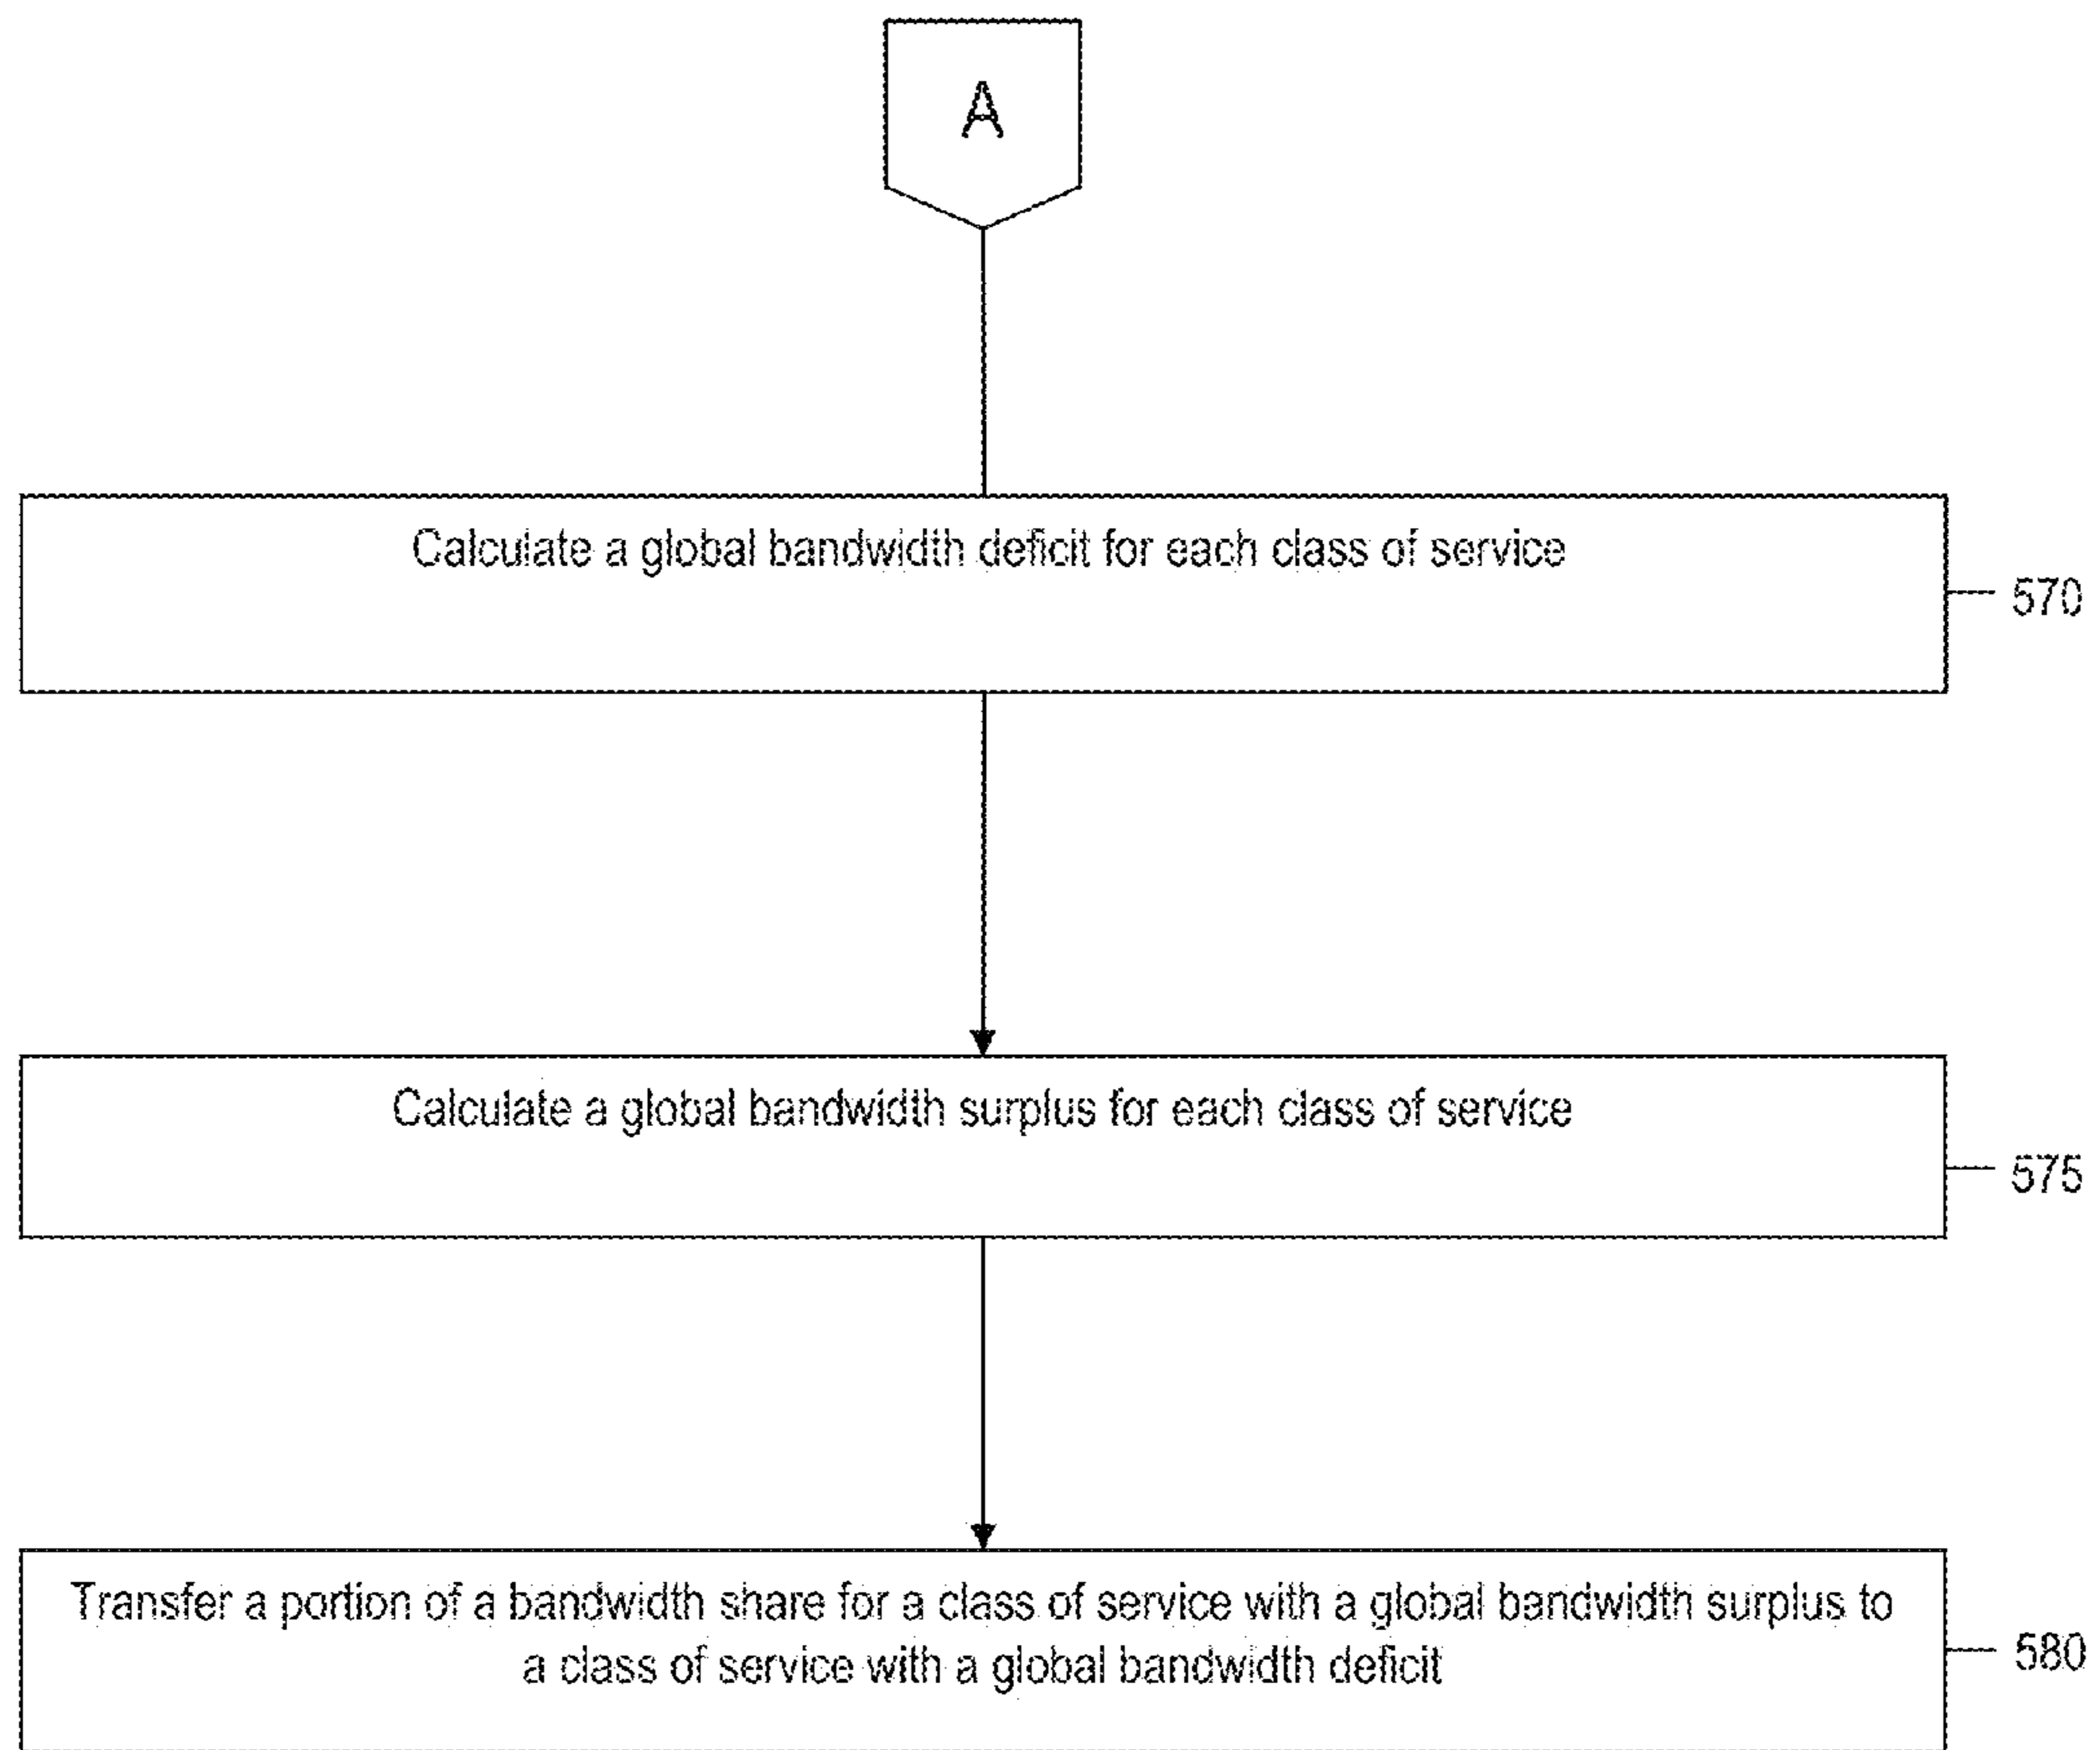 A
Calculate a global bandwidth deficit for each class of service
570
Calculate a global bandwidth surplus for each class of service
575
Transfer a portion of a bandwidth share for a class of service with a global bandwidth surplus to
a class of service with a global bandwidth deficit
580